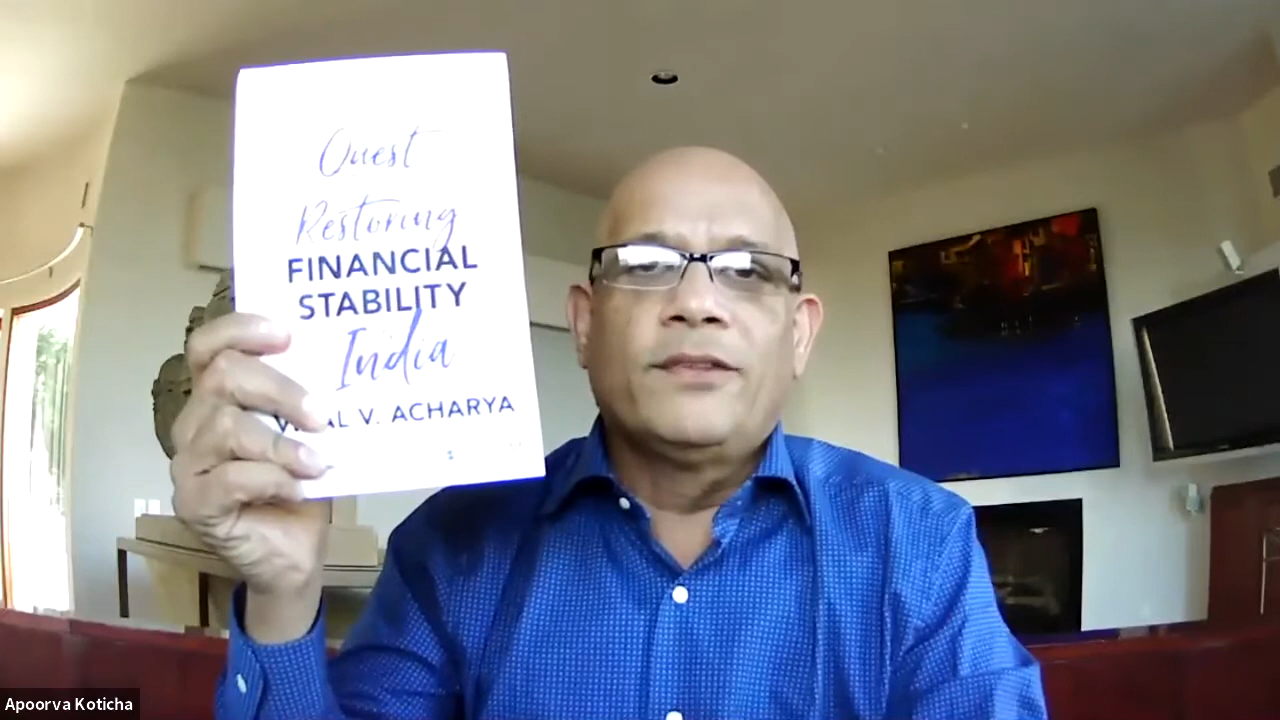 Quest
Restoring
FINANCIAL
STABILITY
India
V. ACHARYA
Apoorva Koticha